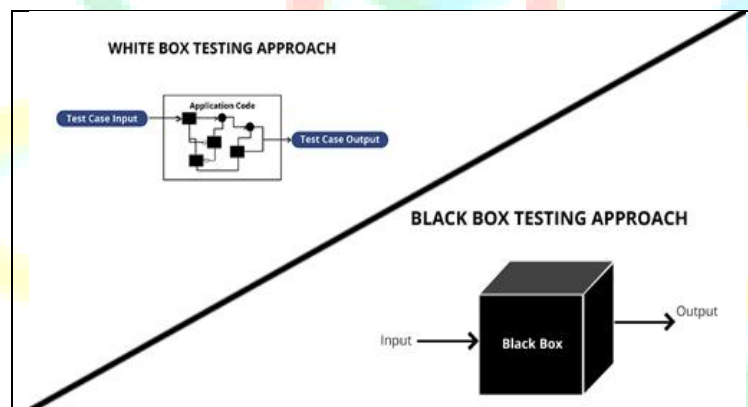 WHITE BOX TESTING APPROACH
Application Code
Test Case Input
Test Case Output
BLACK BOX TESTING APPROACH
Input
Black Box
Output